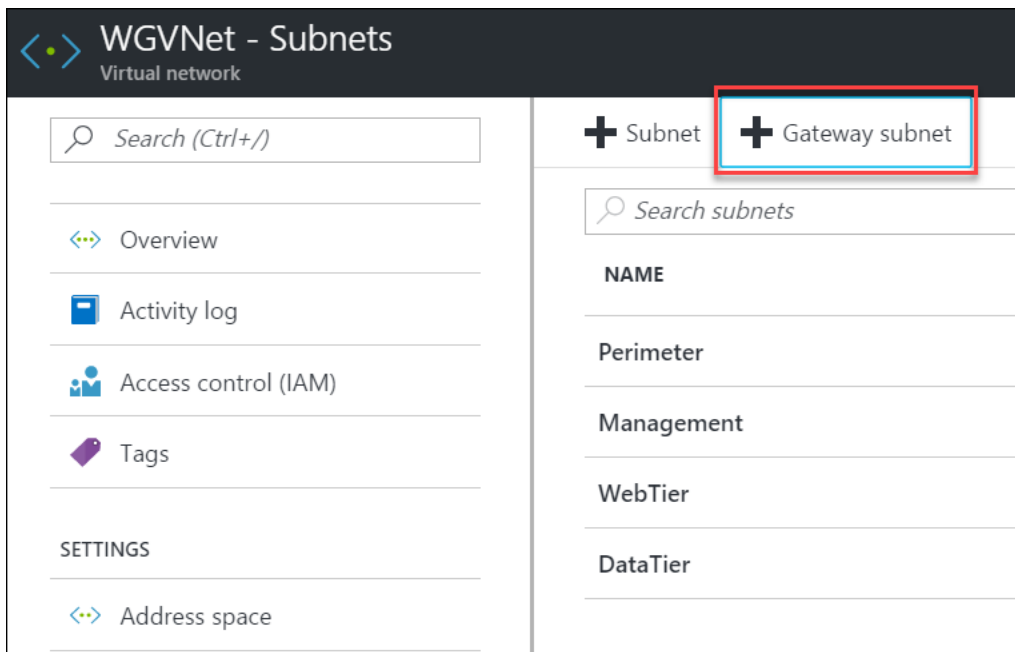 WGVNet - Subnets
Virtual network
Search (Ctrl+/)
Overview
Activity log
Access control (IAM)
Tags
SETTINGS
Address space
Subnet
Gateway subnet
Search subnets
NAME
Perimeter
Management
WebTier
DataTier